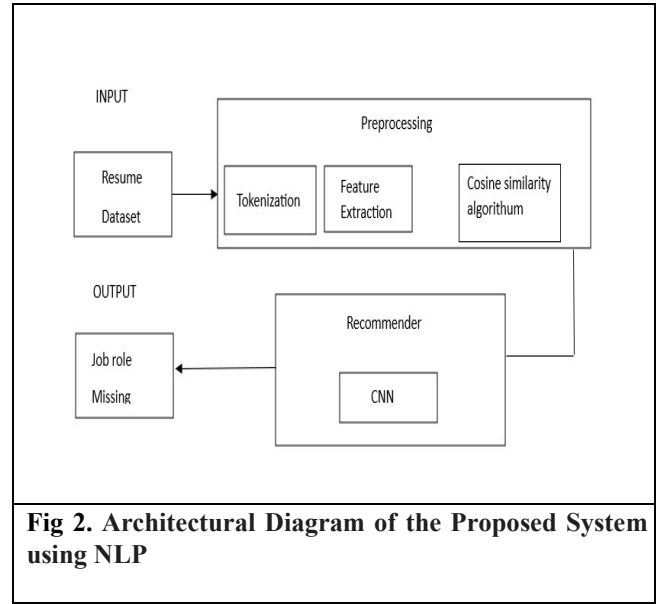 INPUT
Preprocessing
Resume
Dataset
Tokenization
Feature
Extraction
Cosine similarity
algorithum
OUTPUT
Recommender
Job role
Missing
CNN
Fig 2. Architectural Diagram of the Proposed System
using NLP